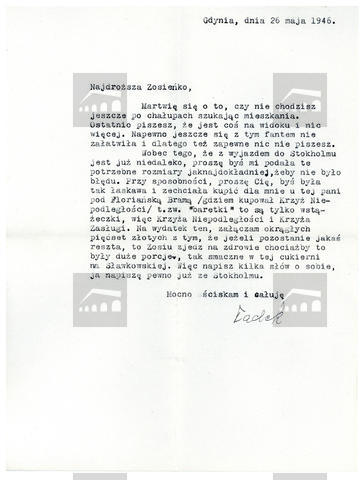 Gdynia, dnia 26 maja 1946.
Najdroższa Zosieńko,
Martwię się o to, czy nie chodzisz
jeszcze po chałupach szukając mieszkania.
Ostatnio piszesz, że jest coś na widoku i nic
więcej. Napewno jeszcze się z tym fantem nie
załatwiła i dlatego też zapewne nic nie piszesz.
Wobec tego, że z wyjazdem do Stokholmu
jest już niedaleko, proszę byś mi podała te
potrzebne rozmiary jaknajdokładniej, żeby nie było
błędu. Przy sposobności, proszę Cię, byś była
tak łaskawa i zechciała kupić dla mnie u tej pani
pod Floriańską Bramą /gdziem kupował Krzyż Nie-
podległości/ t.zw. "baretki" to są tylko wstą-
żeczki, więc Krzyża Niepodległości i Krzyża
Zasługi. Na wydatek ten, załączam okrągłych
pięćset złotych z tym, że jeżeli pozostanie jakaś
reszta, to Zosiu zjedz na zdrowie chociażby to
były duże porcje, tak smaczne w tej cukierni
na Sławkowskiej. Więc napisz kilka słów o sobie,
ja napiszę pewno już ze Stokholmu.
Mocno ściskam i całuję
Tadek